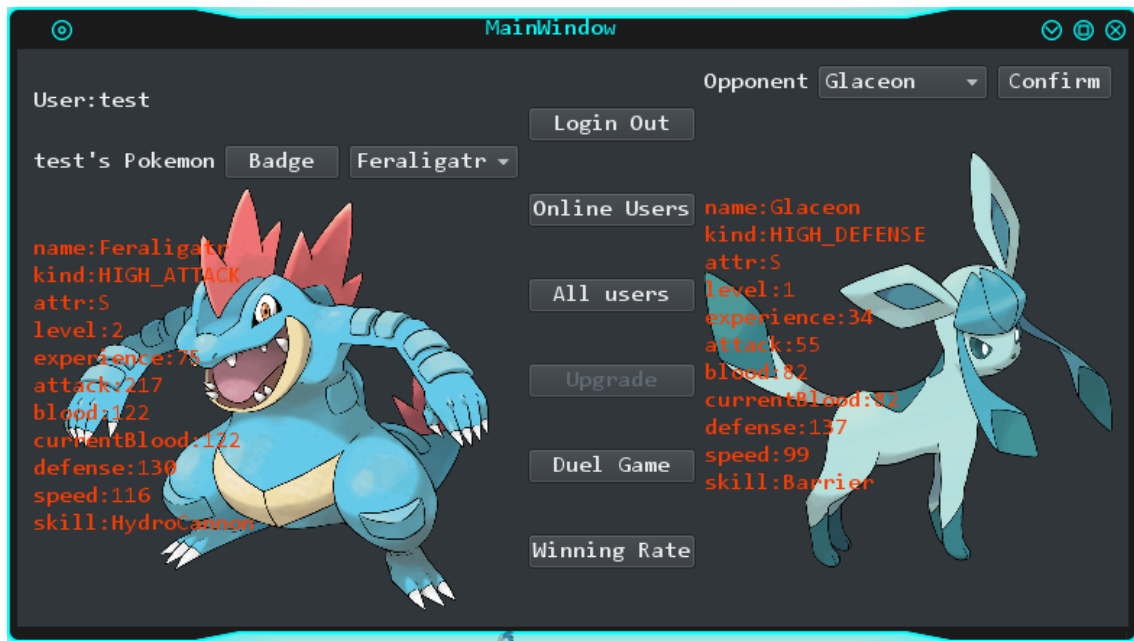 MainWindow
User:test
test's Pokemon Badge Feraligatr
name:Feraligatr
kind:HIGH_ATTACK
attr:S
level:2
experience:75
attack:217
blood:122
currentBlood:122
defense:130
speed:116
skill:HydroCannon
Login Out
Online Users
All users
Upgrade
Duel Game
Winning Rate
Opponent Glaceon Confirm
name:Glaceon
kind:HIGH_DEFENSE
attr:S
level:1
experience:34
attack:55
blood:82
currentBlood:82
defense:137
speed:99
skill:Barrier